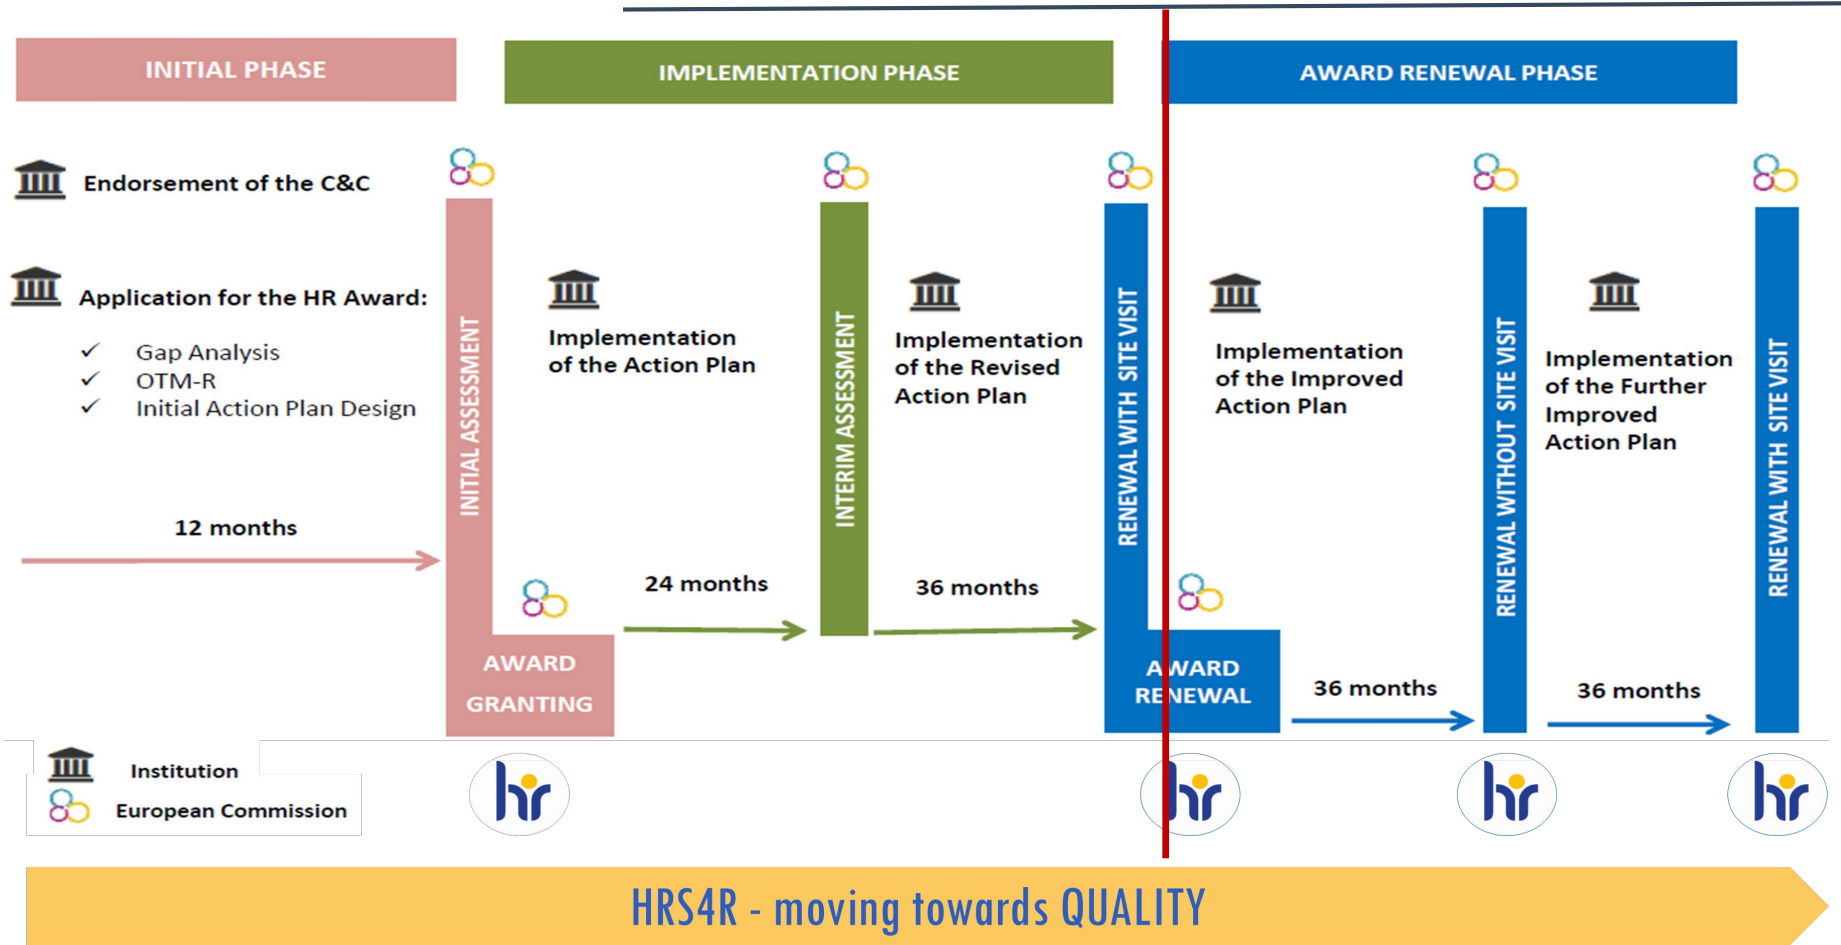 INITIAL PHASE
IMPLEMENTATION PHASE
AWARD RENEWAL PHASE
Endorsement of the C&C
Application for the HR Award:
✓ Gap Analysis
✓ OTM-R
✓ Initial Action Plan Design
12 months
INITIAL ASSESSMENT
AWARD
GRANTING
Implementation
of the Action Plan
24 months
INTERIM ASSESSMENT
Implementation
of the Revised
Action Plan
36 months
RENEWAL WITH SITE VISIT
AWARD
RENEWAL
Implementation
of the Improved
Action Plan
36 months
RENEWAL WITHOUT SITE VISIT
Implementation
of the Further
Improved
Action Plan
36 months
RENEWAL WITH SITE VISIT
Institution
European Commission
hr
hr
hr
hr
HRS4R - moving towards QUALITY